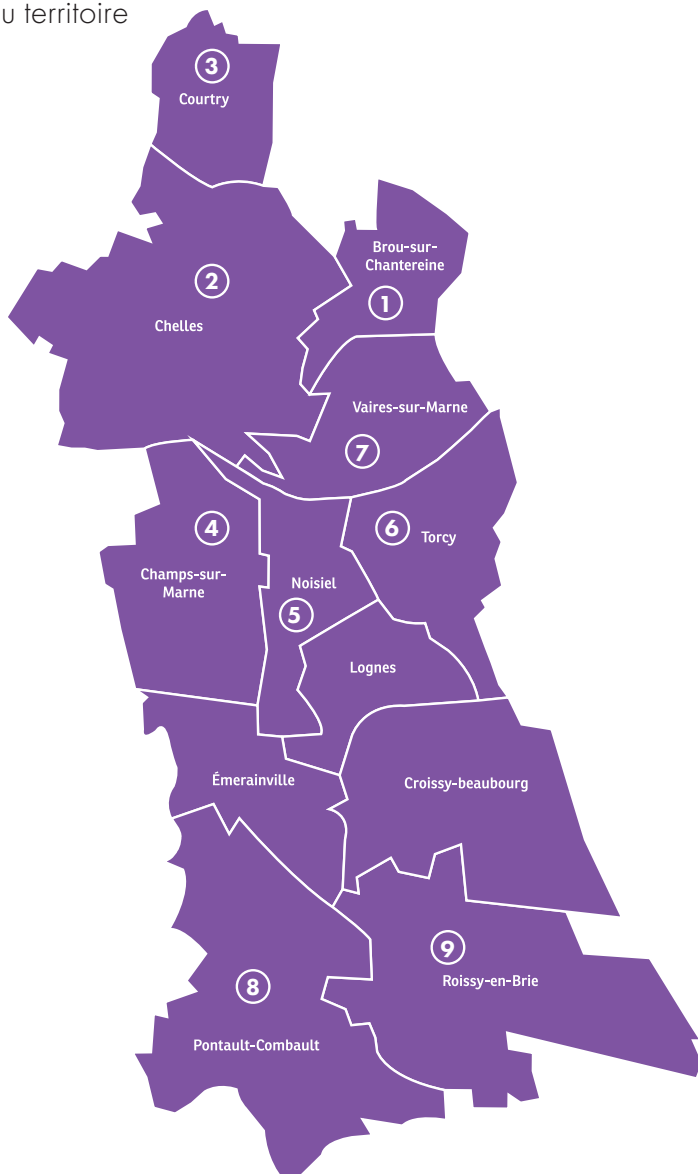 u territoire
3
Courtry
Brou-sur-
Chantereine
1
2
Chelles
Vaires-sur-Marne
7
4
Champs-sur-
Marne
6
Torcy
Noisiel
5
Lognes
Émerainville
Croissy-beaubourg
9
Roissy-en-Brie
8
Pontault-Combault